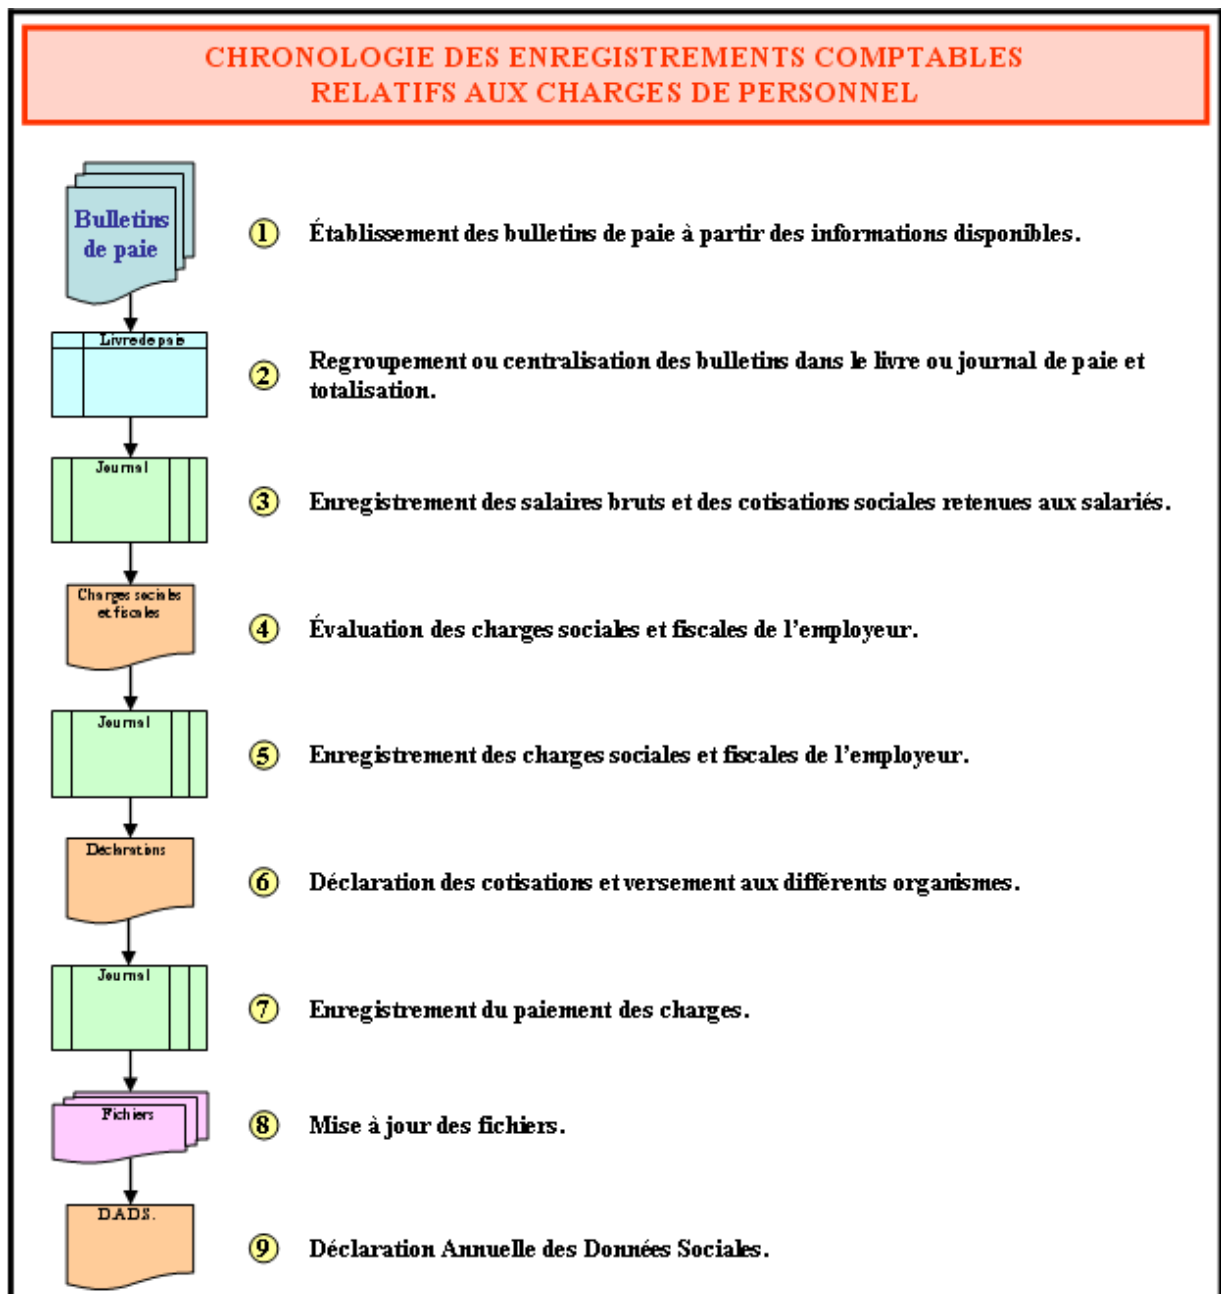 CHRONOLOGIE DES ENREGISTREMENTS COMPTABLES
RELATIFS AUX CHARGES DE PERSONNEL
Bulletins
de paie
1 Établissement des bulletins de paie à partir des informations disponibles.
Livre de paie
2 Regroupement ou centralisation des bulletins dans le livre ou journal de paie et
totalisation.
Journal
3 Enregistrement des salaires bruts et des cotisations sociales retenues aux salariés.
Charges sociales
et fiscales
4 Évaluation des charges sociales et fiscales de l'employeur.
Journal
5 Enregistrement des charges sociales et fiscales de l'employeur.
Déclarations
6 Déclaration des cotisations et versement aux différents organismes.
Journal
7 Enregistrement du paiement des charges.
Fichiers
8 Mise à jour des fichiers.
D.A.D.S.
9 Déclaration Annuelle des Données Sociales.